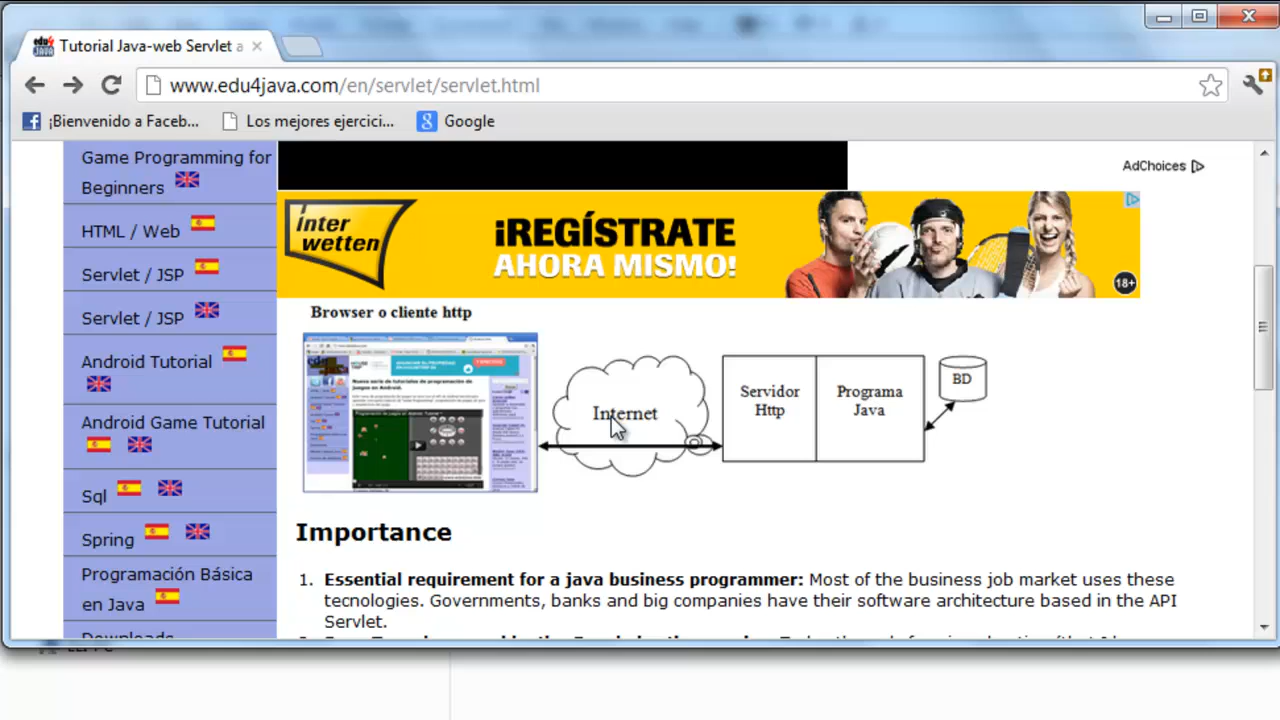 Tutorial Java-web Servlet a
www.edu4java.com/en/servlet/servlet.html
¡Bienvenido a Faceb...
Los mejores ejercici...
Google
Game Programming for
Beginners
HTML / Web
Servlet / JSP
Servlet / JSP
Android Tutorial
Android Game Tutorial
Sql
Spring
Programación Básica
en Java
Downloads
AdChoices
inter
wetten
¡REGÍSTRATE
AHORA MISMO!
18+
Browser o cliente http
Internet
Servidor
Http
Programa
Java
BD
Importance
1. Essential requirement for a java business programmer: Most of the business job market uses these
tecnologies. Governments, banks and big companies have their software architecture based in the API
Servlet.